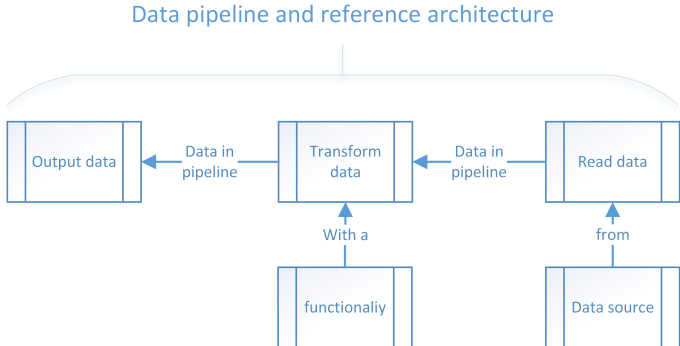 Data pipeline and reference architecture
Output data
Data in
pipeline
Transform
data
Data in
pipeline
Read data
With a
from
functionaliy
Data source